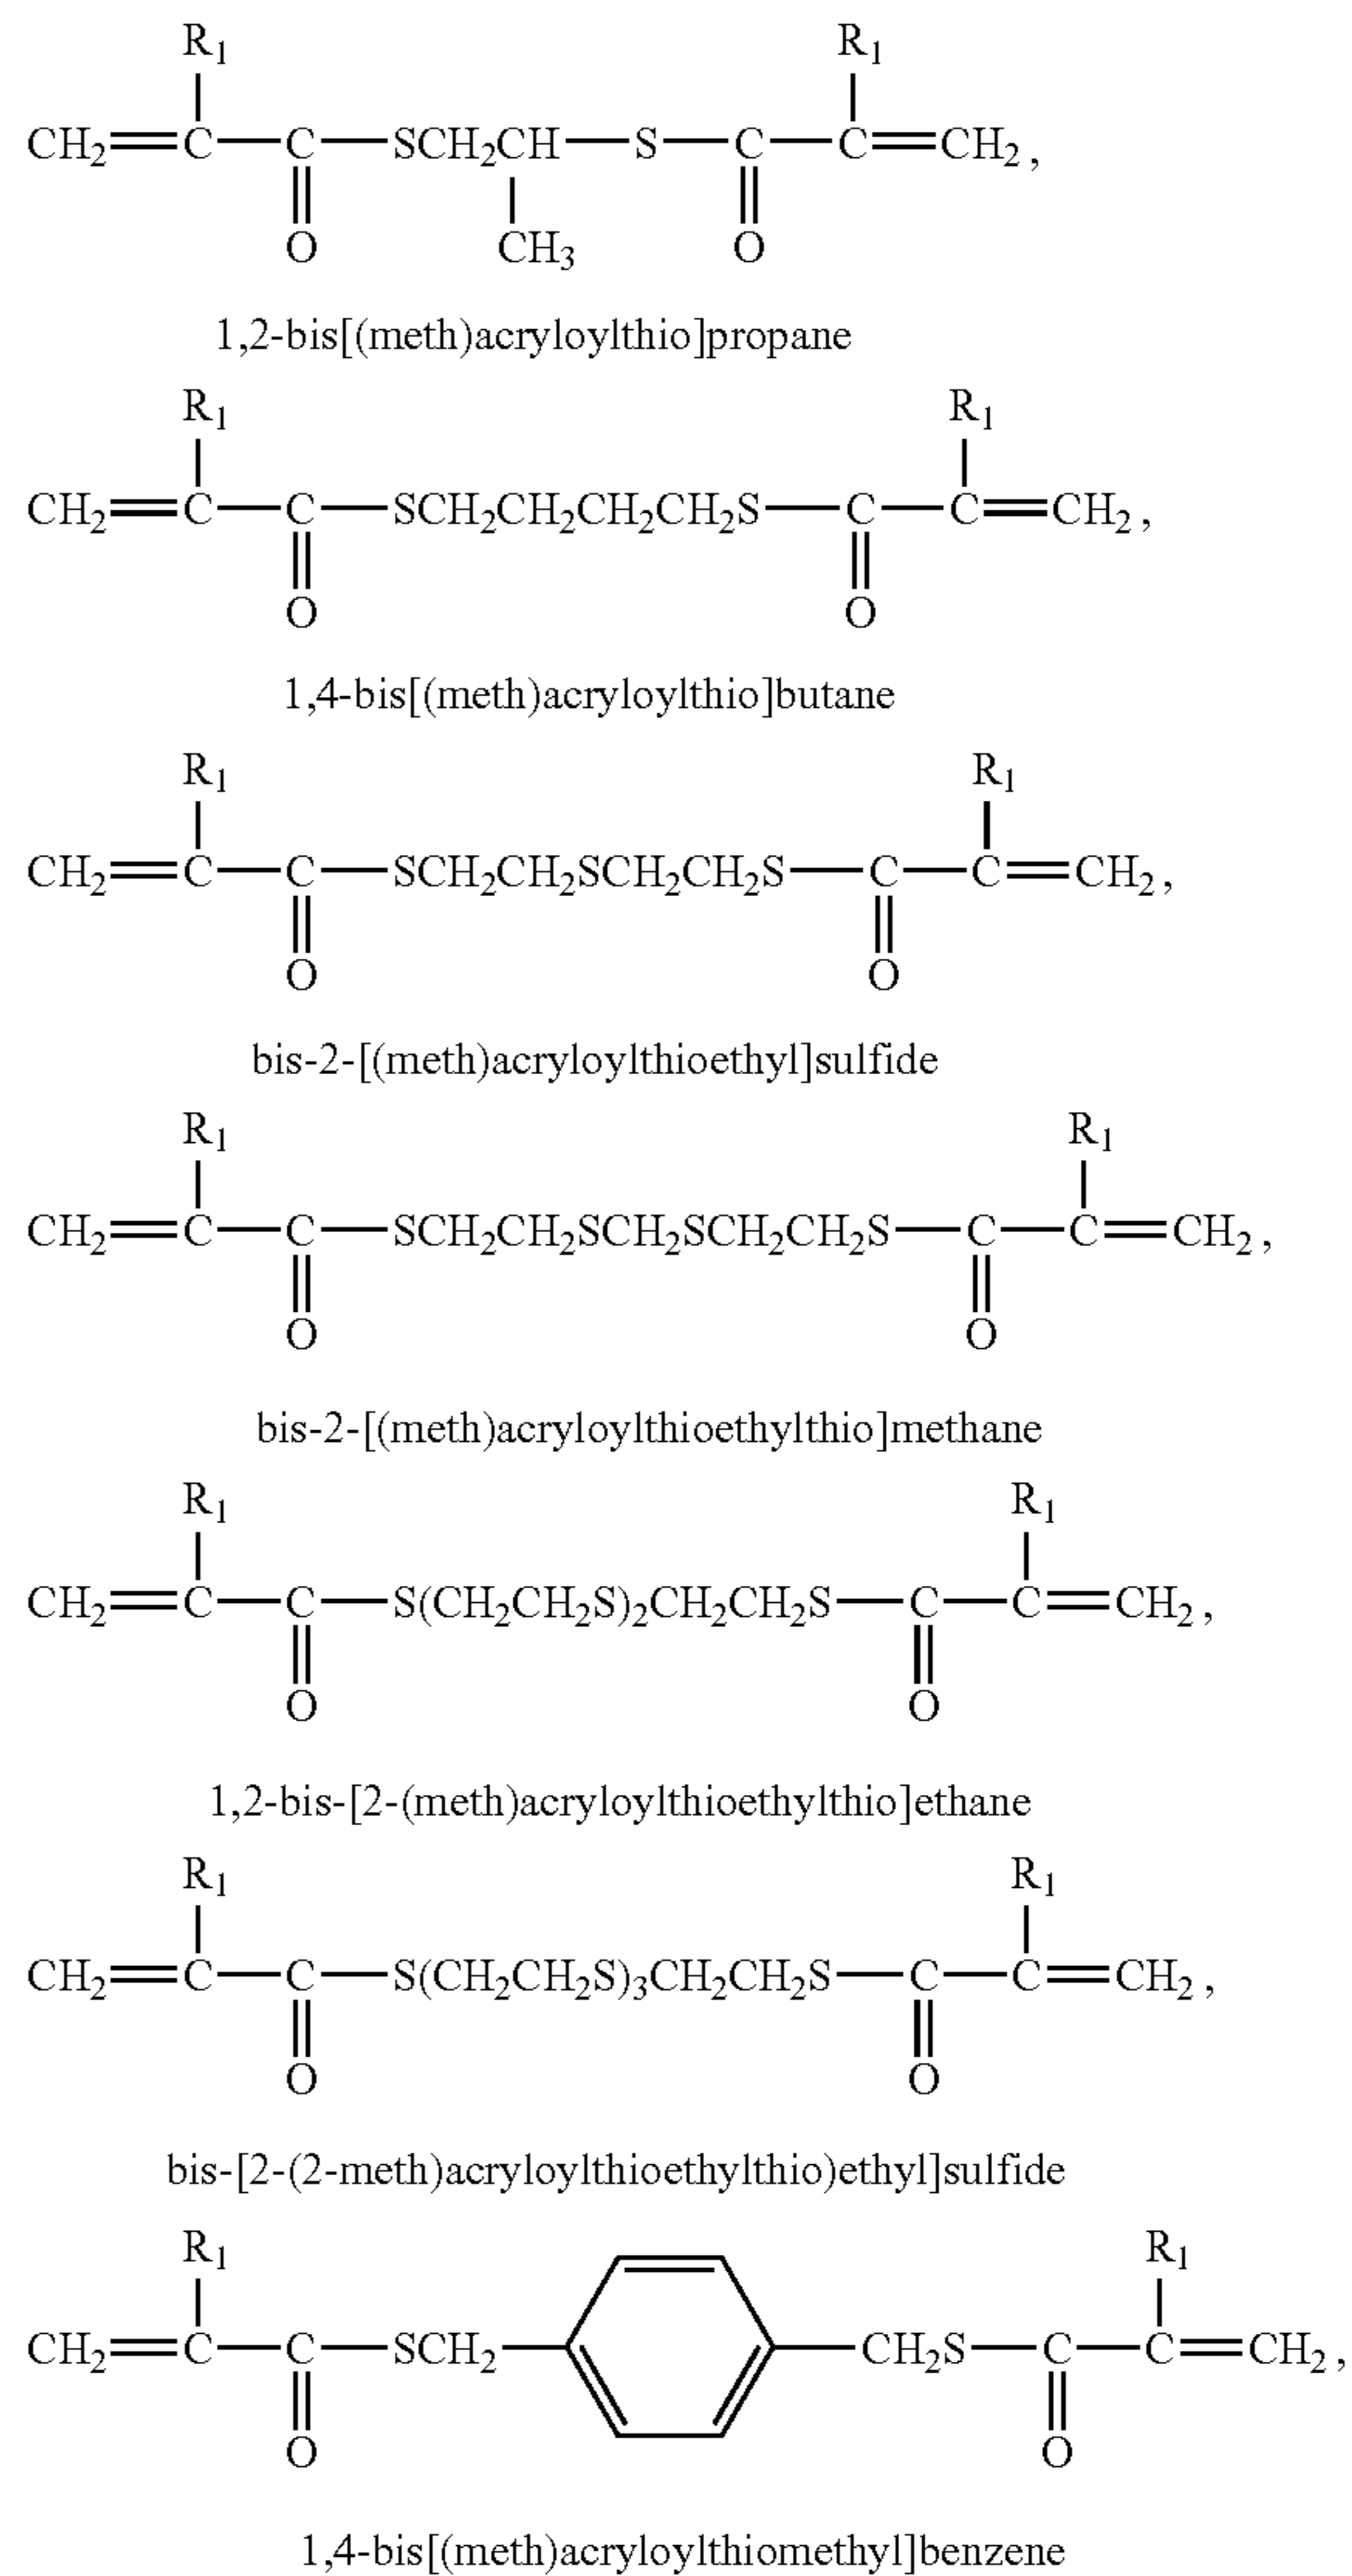 R1 R1
CH2=C—C—SCH2CH—S—C—C=CH2,
O CH3 O
1,2-bis[(meth)acryloylthio]propane
R1 R1
CH2=C—C—SCH2CH2CH2CH2S—C—C=CH2,
O O
1,4-bis[(meth)acryloylthio]butane
R1 R1
CH2=C—C—SCH2CH2SCH2CH2S—C—C=CH2,
O O
bis-2-[(meth)acryloylthioethyl]sulfide
R1 R1
CH2=C—C—SCH2CH2SCH2SCH2CH2S—C—C=CH2,
O O
bis-2-[(meth)acryloylthioethylthio]methane
R1 R1
CH2=C—C—S(CH2CH2S)2CH2CH2S—C—C=CH2,
O O
1,2-bis-[2-(meth)acryloylthioethylthio]ethane
R1 R1
CH2=C—C—S(CH2CH2S)3CH2CH2S—C—C=CH2,
O O
bis-[2-(2-meth)acryloylthioethylthio)ethyl]sulfide
R1 R1
CH2=C—C—SCH2— —CH2S—C—C=CH2,
O O
1,4-bis[(meth)acryloylthiomethyl]benzene